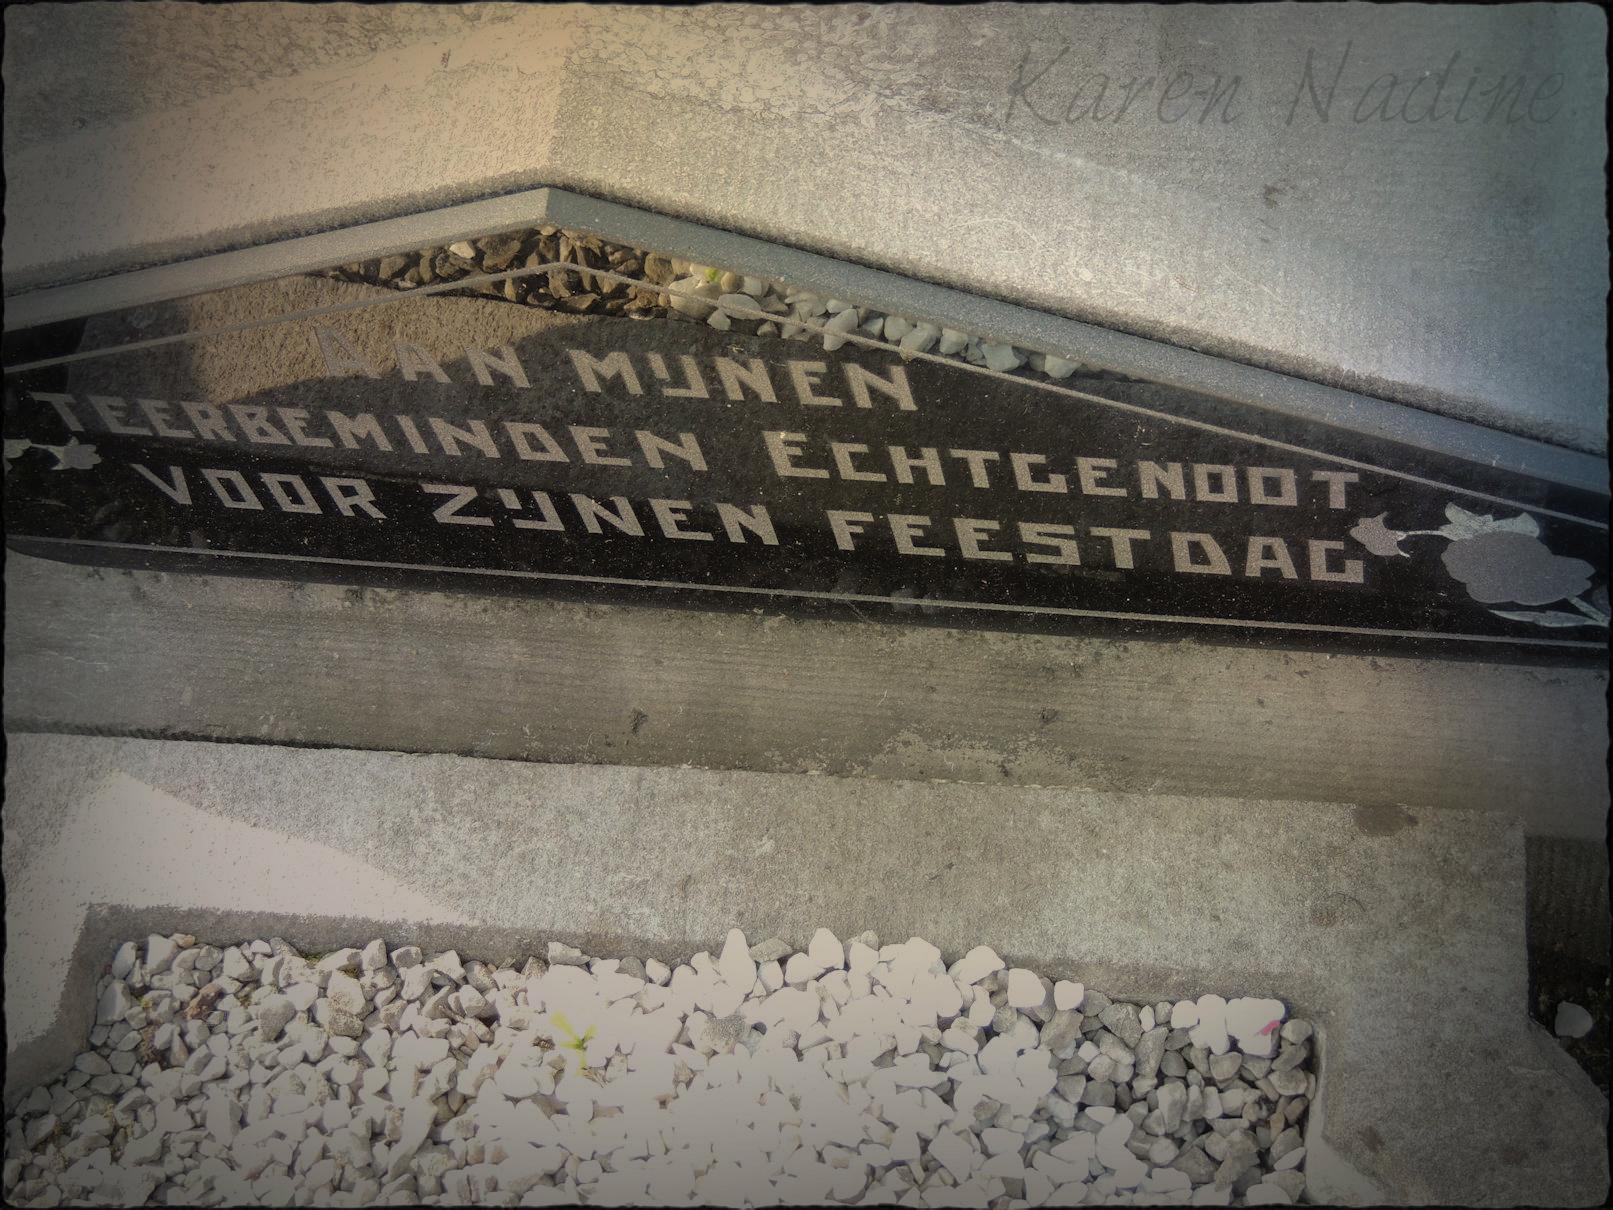 Karen Nadine
AAN MIJNEN
TEERBEMINDEN ECHTGENOOT
VOOR ZIJNEN FEESTDAG